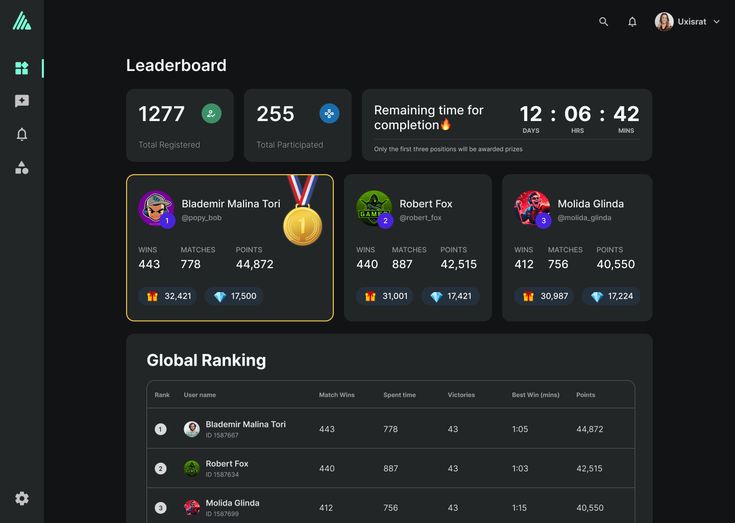 Uxisrat
Leaderboard
1277
Total Registered
255
Total Participated
Remaining time for
completion🔥
12 : 06 : 42
DAYS HRS MINS
Only the first three positions will be awarded prizes
Blademir Malina Tori
@popy_bob
1
1
WINS MATCHES POINTS
443 778 44,872
32,421 17,500
Robert Fox
@robert_fox
GAMER
2
WINS MATCHES POINTS
440 887 42,515
31,001 17,421
Molida Glinda
@molida_glinda
3
WINS MATCHES POINTS
412 756 40,550
30,987 17,224
Global Ranking
Rank User name Match Wins Spent time Victories Best Win (mins) Points
1 Blademir Malina Tori 443 778 43 1:05 44,872
ID 1587667
2 Robert Fox 440 887 43 1:03 42,515
ID 1587634
3 Molida Glinda 412 756 43 1:15 40,550
ID 1587699